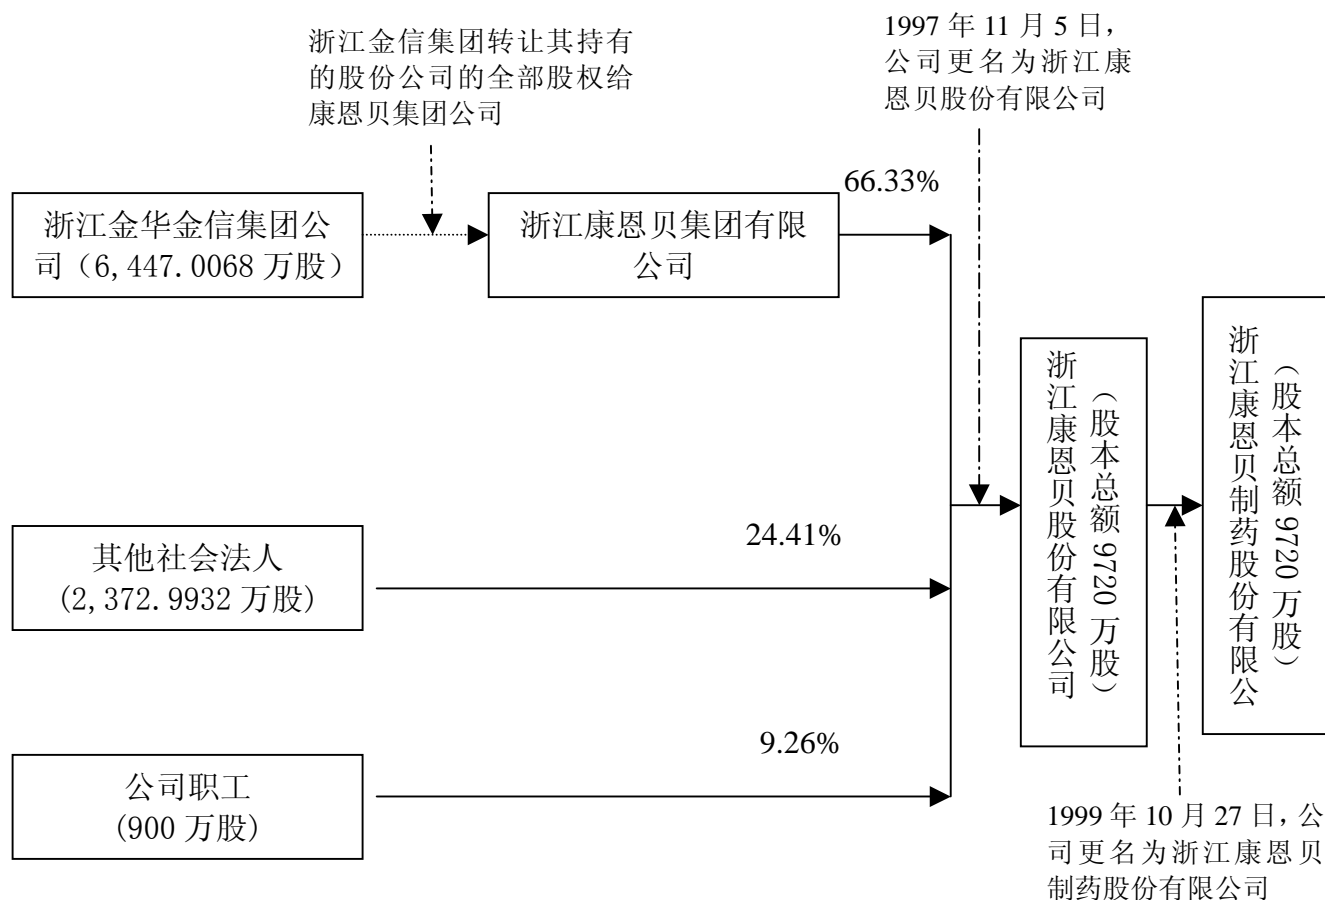 浙江金信集团转让其持有
的股份公司的全部股权给
康恩贝集团公司
1997 年 11 月 5 日，
公司更名为浙江康
恩贝股份有限公司
66.33%
浙江金华金信集团公
司（6,447.0068 万股）
浙江康恩贝集团有限
公司
24.41%
其他社会法人
(2,372.9932 万股)
9.26%
公司职工
(900 万股)
浙江康恩贝股份有限公司
（股本总额 9720 万股）
浙江康恩贝制药股份有限公
（股本总额 9720 万股）
1999 年 10 月 27 日，公
司更名为浙江康恩贝
制药股份有限公司